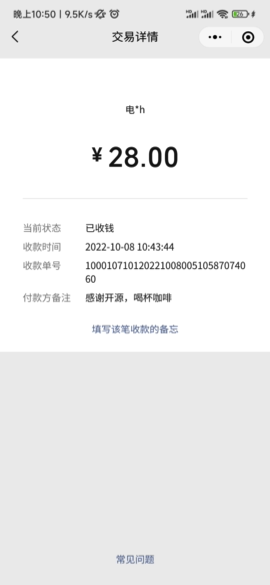 晚上10:50 | 9.5K/s
交易详情
电*h
¥28.00
当前状态 已收钱
收款时间 2022-10-08 10:43:44
收款单号 100010710120221008005105870740
60
付款方备注 感谢开源，喝杯咖啡
填写该笔收款的备忘
常见问题